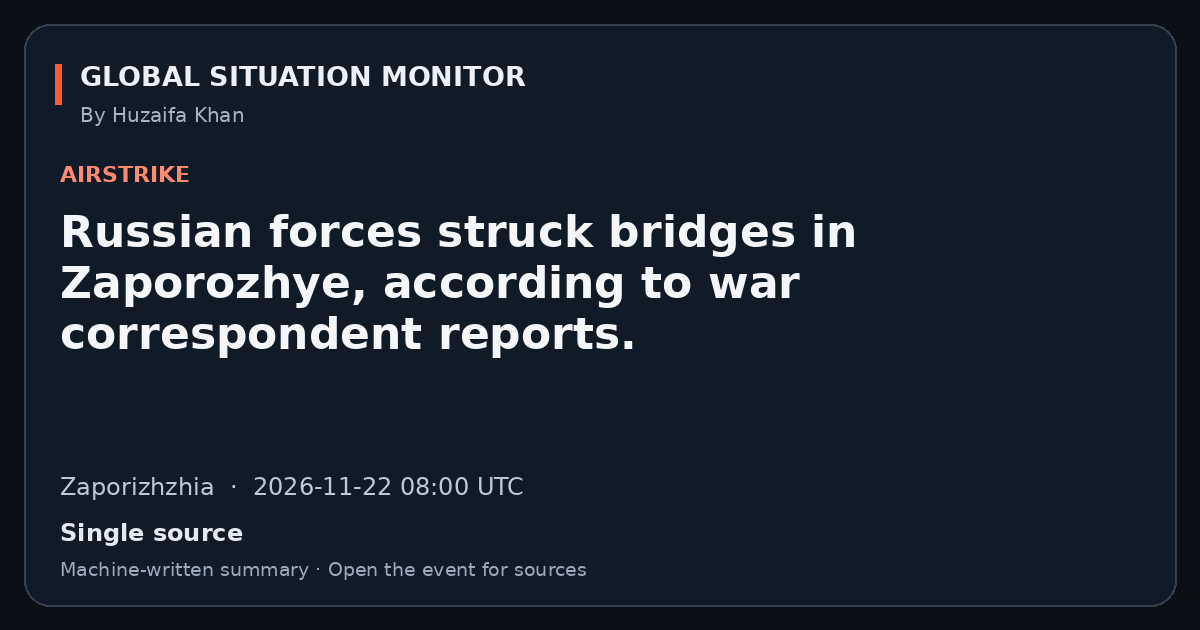 GLOBAL SITUATION MONITOR
By Huzaifa Khan
AIRSTRIKE
Russian forces struck bridges in
Zaporozhye, according to war
correspondent reports.
Zaporizhzhia · 2026-11-22 08:00 UTC
Single source
Machine-written summary · Open the event for sources